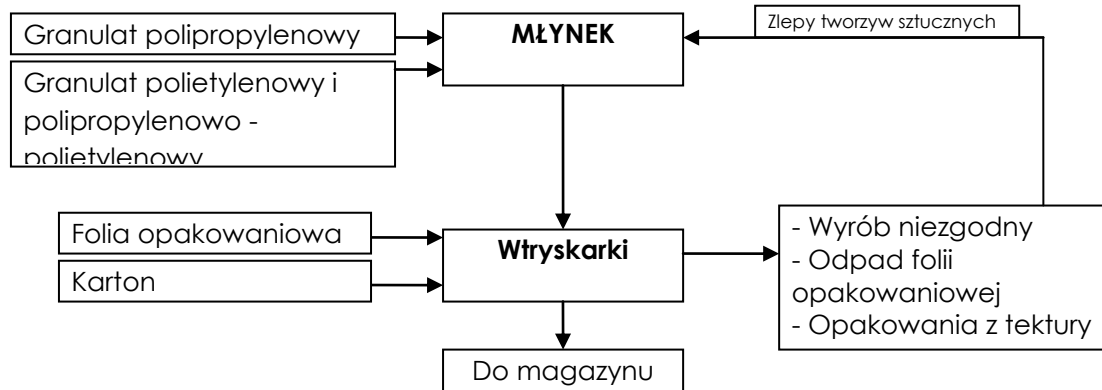 Granulat polipropylenowy
MŁYNEK
Zlepy tworzyw sztucznych
Granulat polietylenowy i
polipropylenowo -
polietylenowy
Folia opakowaniowa
Karton
Wtryskarki
- Wyrób niezgodny
- Odpad folii
opakowaniowej
- Opakowania z tektury
Do magazynu